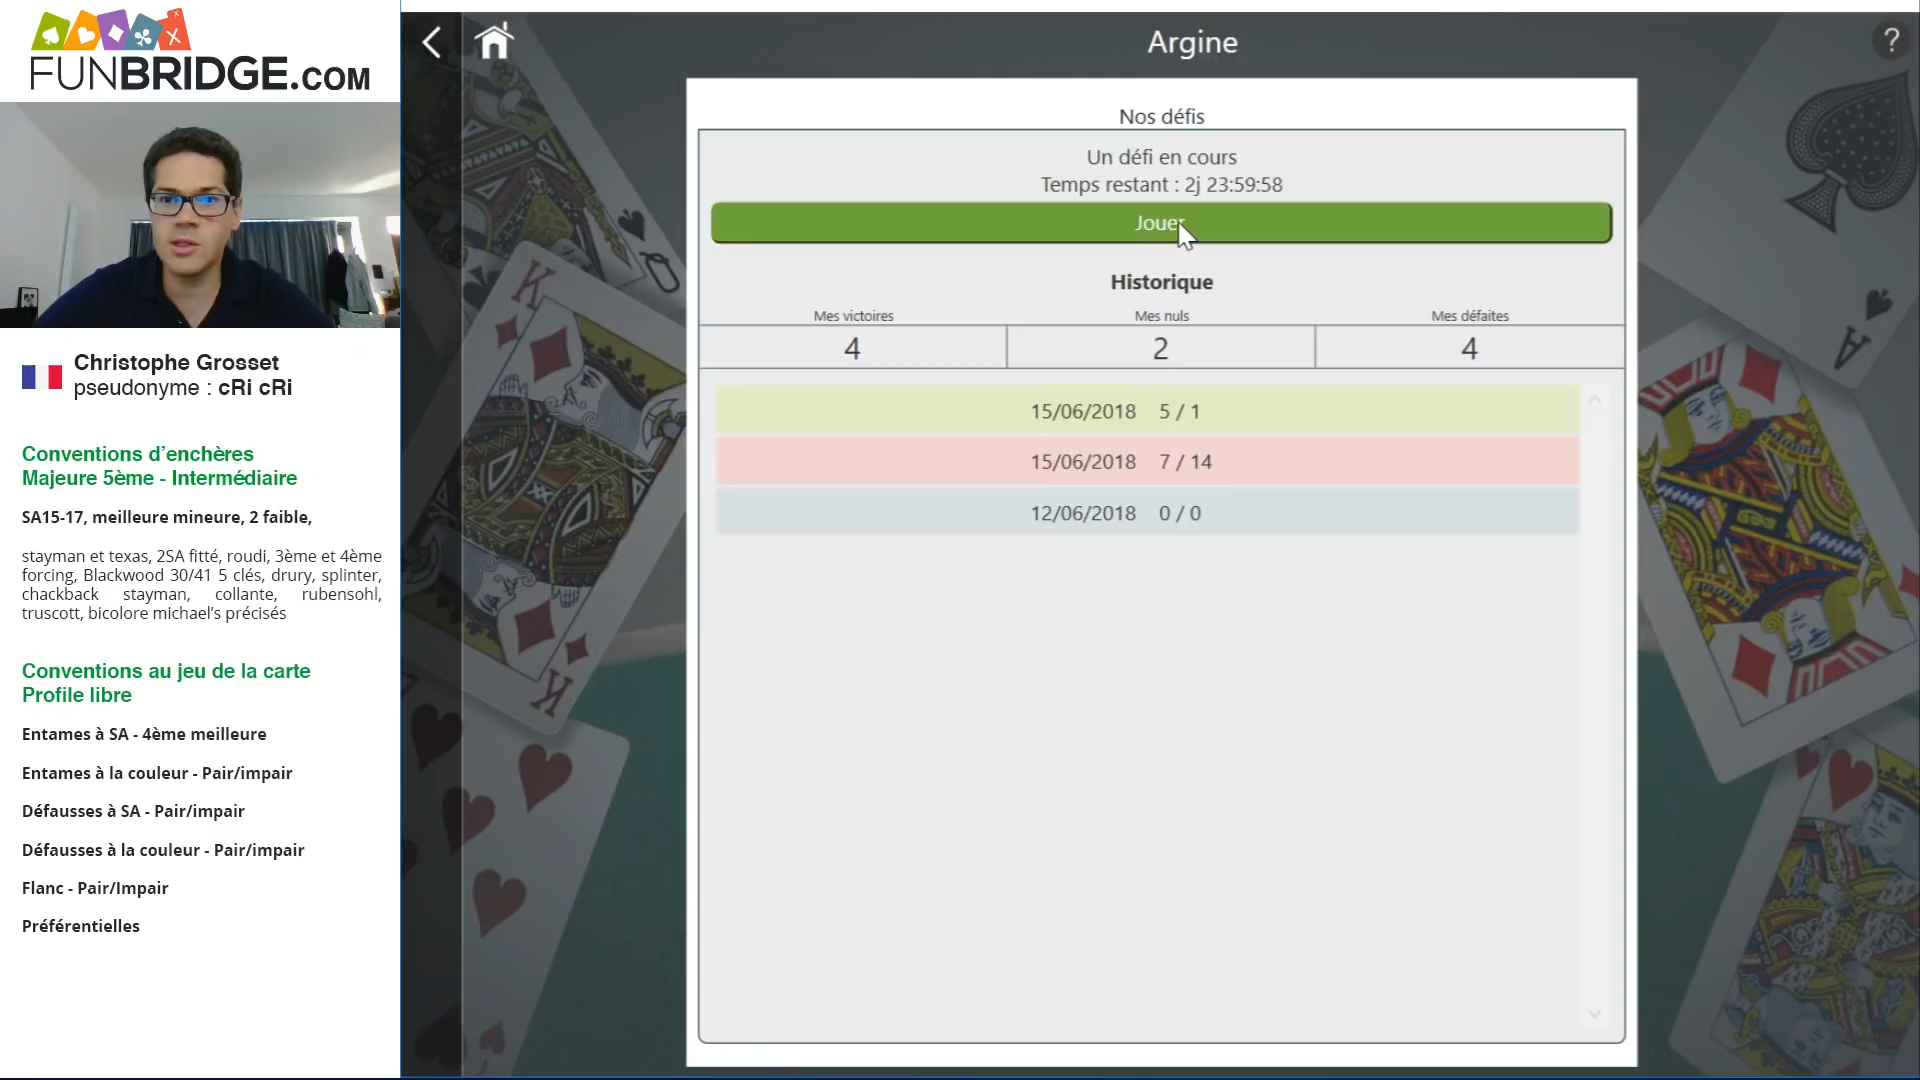 FUNBRIDGE.COM
Christophe Grosset
pseudonyme : cRi cRi
Conventions d’enchères
Majeure 5ème - Intermédiaire
SA15-17, meilleure mineure, 2 faible,
stayman et texas, 2SA fitté, roudi, 3ème et 4ème
forcing, Blackwood 30/41 5 clés, drury, splinter,
chackback stayman, collante, rubensohl,
truscott, bicolore michael’s précisés
Conventions au jeu de la carte
Profile libre
Entames à SA - 4ème meilleure
Entames à la couleur - Pair/impair
Défausses à SA - Pair/impair
Défausses à la couleur - Pair/impair
Flanc - Pair/Impair
Préférentielles
Argine
?
Nos défis
Un défi en cours
Temps restant : 2j 23:59:58
Jouer
Historique
Mes victoires Mes nuls Mes défaites
4 2 4
15/06/2018 5 / 1
15/06/2018 7 / 14
12/06/2018 0 / 0
K
K
A